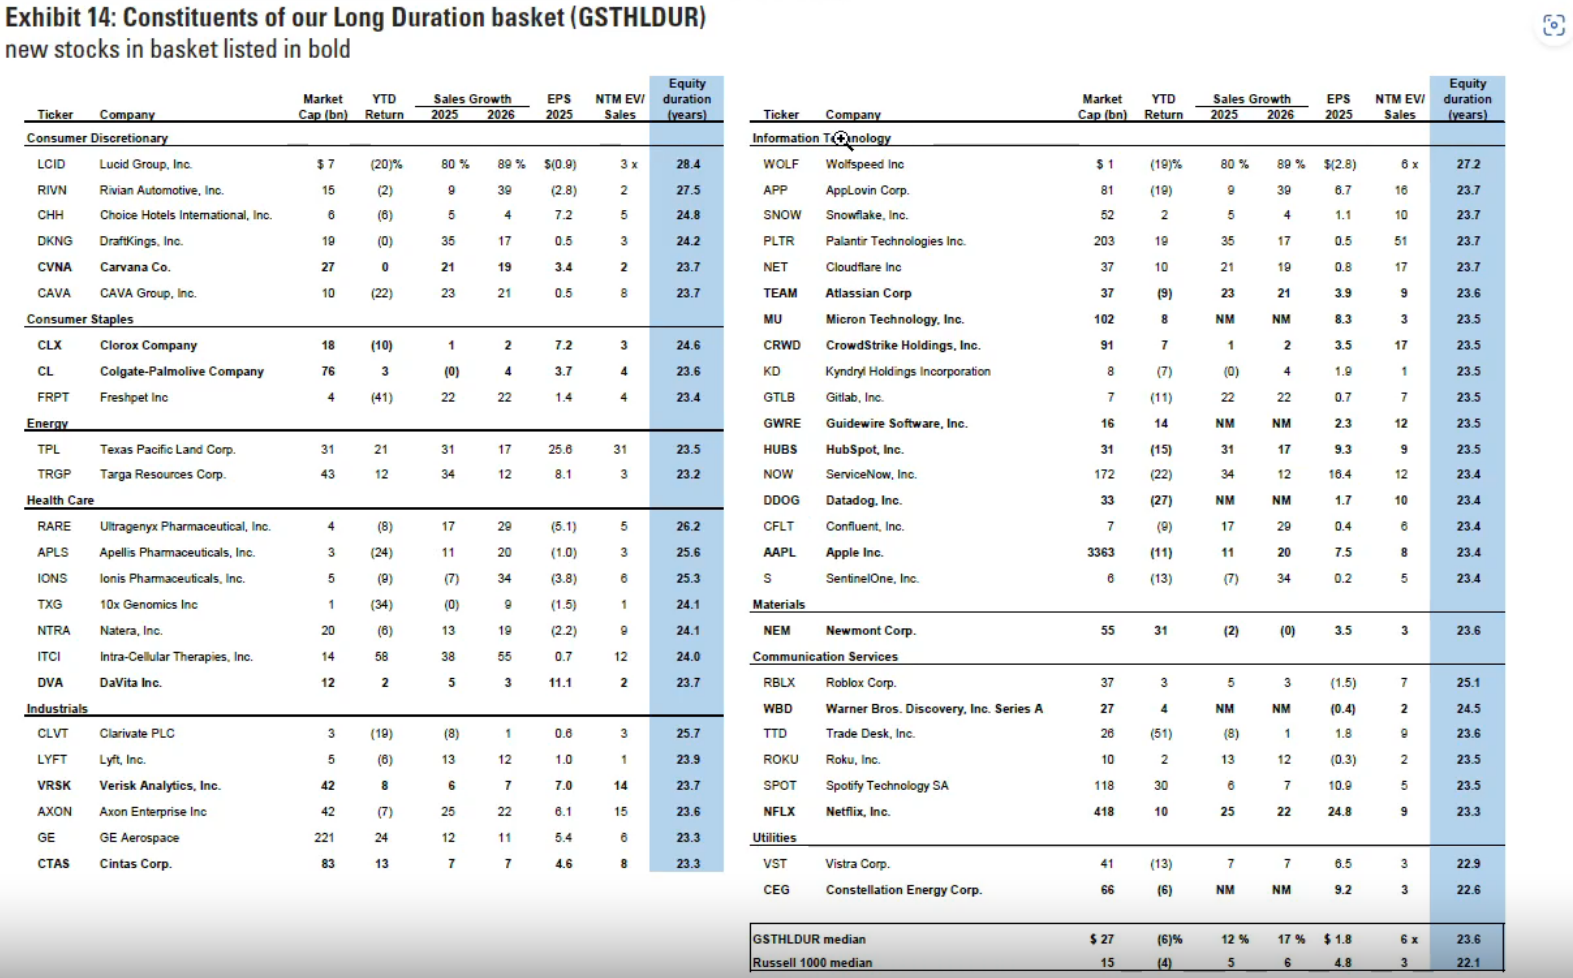 Exhibit 14: Constituents of our Long Duration basket (GSTHLDUR)
new stocks in basket listed in bold
Equity
Market YTD Sales Growth EPS NTM EV/ duration
Ticker Company Cap (bn) Return 2025 2026 2025 Sales (years)
Consumer Discretionary
LCID Lucid Group, Inc. $ 7 (20)% 80 % 89 % $(0.9) 3 x 28.4
RIVN Rivian Automotive, Inc. 15 (2) 9 39 (2.8) 2 27.5
CHH Choice Hotels International, Inc. 6 (6) 5 4 7.2 5 24.8
DKNG DraftKings, Inc. 19 (0) 35 17 0.5 3 24.2
CVNA Carvana Co. 27 0 21 19 3.4 2 23.7
CAVA CAVA Group, Inc. 10 (22) 23 21 0.5 8 23.7
Consumer Staples
CLX Clorox Company 18 (10) 1 2 7.2 3 24.6
CL Colgate-Palmolive Company 76 3 (0) 4 3.7 4 23.6
FRPT Freshpet Inc 4 (41) 22 22 1.4 4 23.4
Energy
TPL Texas Pacific Land Corp. 31 21 31 17 25.6 31 23.5
TRGP Targa Resources Corp. 43 12 34 12 8.1 3 23.2
Health Care
RARE Ultragenyx Pharmaceutical, Inc. 4 (8) 17 29 (5.1) 5 26.2
APLS Apellis Pharmaceuticals, Inc. 3 (24) 11 20 (1.0) 3 25.6
IONS Ionis Pharmaceuticals, Inc. 5 (9) (7) 34 (3.8) 6 25.3
TXG 10x Genomics Inc 1 (34) (0) 9 (1.5) 1 24.1
NTRA Natera, Inc. 20 (6) 13 19 (2.2) 9 24.1
ITCI Intra-Cellular Therapies, Inc. 14 58 38 55 0.7 12 24.0
DVA DaVita Inc. 12 2 5 3 11.1 2 23.7
Industrials
CLVT Clarivate PLC 3 (19) (8) 1 0.6 3 25.7
LYFT Lyft, Inc. 5 (6) 13 12 1.0 1 23.9
VRSK Verisk Analytics, Inc. 42 8 6 7 7.0 14 23.7
AXON Axon Enterprise Inc 42 (7) 25 22 6.1 15 23.6
GE GE Aerospace 221 24 12 11 5.4 6 23.3
CTAS Cintas Corp. 83 13 7 7 4.6 8 23.3
Equity
Market YTD Sales Growth EPS NTM EV/ duration
Ticker Company Cap (bn) Return 2025 2026 2025 Sales (years)
Information Technology
WOLF Wolfspeed Inc $ 1 (19)% 80 % 89 % $(2.8) 6 x 27.2
APP AppLovin Corp. 81 (19) 9 39 6.7 16 23.7
SNOW Snowflake, Inc. 52 2 5 4 1.1 10 23.7
PLTR Palantir Technologies Inc. 203 19 35 17 0.5 51 23.7
NET Cloudflare Inc 37 10 21 19 0.8 17 23.7
TEAM Atlassian Corp 37 (9) 23 21 3.9 9 23.6
MU Micron Technology, Inc. 102 8 NM NM 8.3 3 23.5
CRWD CrowdStrike Holdings, Inc. 91 7 1 2 3.5 17 23.5
KD Kyndryl Holdings Incorporation 8 (7) (0) 4 1.9 1 23.5
GTLB Gitlab, Inc. 7 (11) 22 22 0.7 7 23.5
GWRE Guidewire Software, Inc. 16 14 NM NM 2.3 12 23.5
HUBS HubSpot, Inc. 31 (15) 31 17 9.3 9 23.5
NOW ServiceNow, Inc. 172 (22) 34 12 16.4 12 23.4
DDOG Datadog, Inc. 33 (27) NM NM 1.7 10 23.4
CFLT Confluent, Inc. 7 (9) 17 29 0.4 6 23.4
AAPL Apple Inc. 3363 (11) 11 20 7.5 8 23.4
S SentinelOne, Inc. 6 (13) (7) 34 0.2 5 23.4
Materials
NEM Newmont Corp. 55 31 (2) (0) 3.5 3 23.6
Communication Services
RBLX Roblox Corp. 37 3 5 3 (1.5) 7 25.1
WBD Warner Bros. Discovery, Inc. Series A 27 4 NM NM (0.4) 2 24.5
TTD Trade Desk, Inc. 26 (51) (8) 1 1.8 9 23.6
ROKU Roku, Inc. 10 2 13 12 (0.3) 2 23.5
SPOT Spotify Technology SA 118 30 6 7 10.9 5 23.5
NFLX Netflix, Inc. 418 10 25 22 24.8 9 23.3
Utilities
VST Vistra Corp. 41 (13) 7 7 6.5 3 22.9
CEG Constellation Energy Corp. 66 (6) NM NM 9.2 3 22.6
GSTHLDUR median $ 27 (6)% 12 % 17 % $ 1.8 6 x 23.6
Russell 1000 median 15 (4) 5 6 4.8 3 22.1